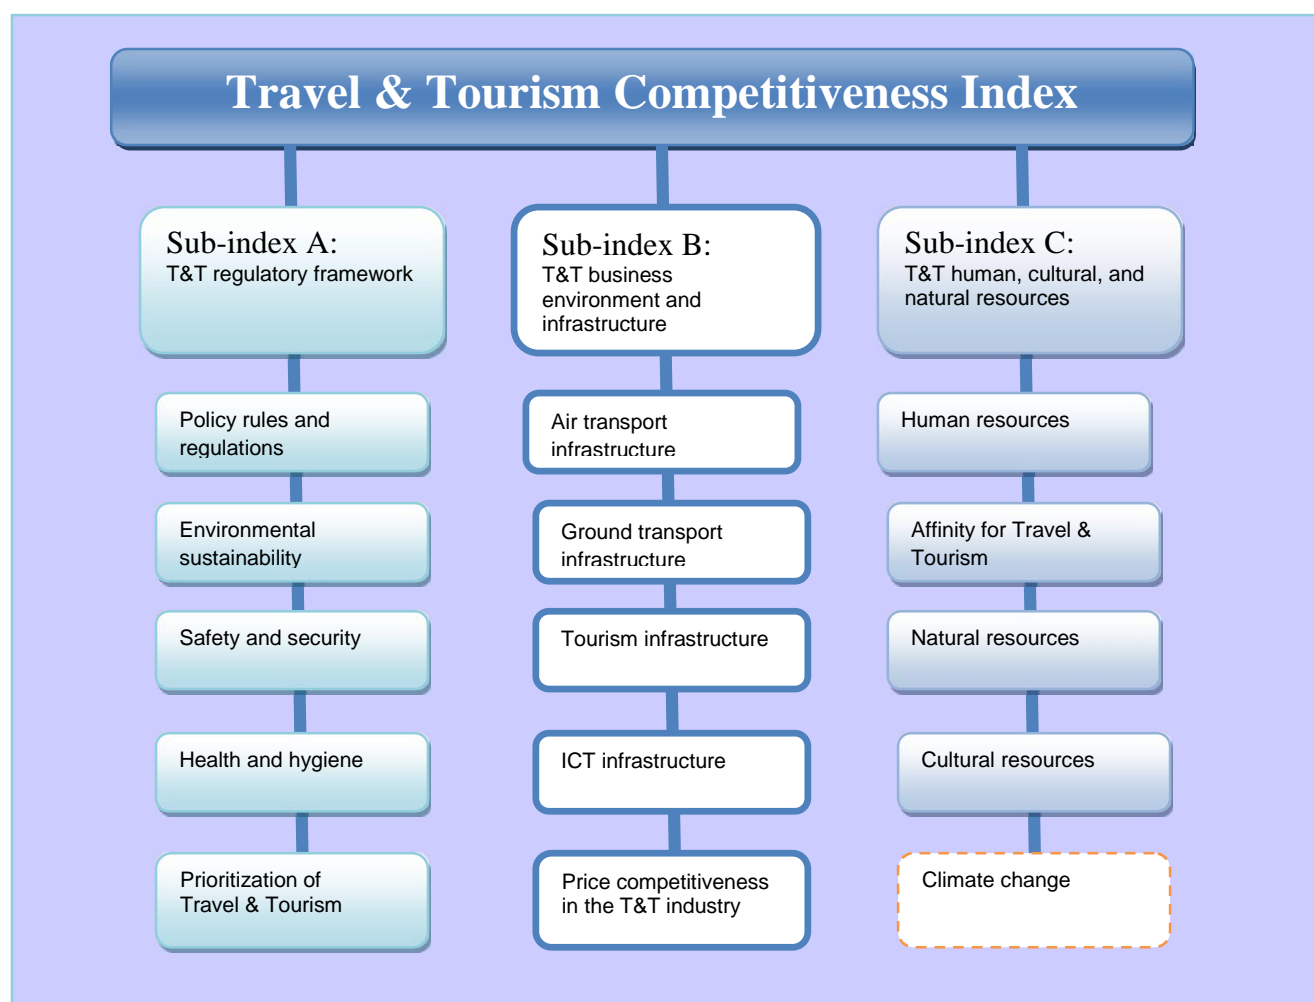 Travel & Tourism Competitiveness Index
Sub-index A:
T&T regulatory framework
Policy rules and
regulations
Environmental
sustainability
Safety and security
Health and hygiene
Prioritization of
Travel & Tourism
Sub-index B:
T&T business
environment and
infrastructure
Air transport
infrastructure
Ground transport
infrastructure
Tourism infrastructure
ICT infrastructure
Price competitiveness
in the T&T industry
Sub-index C:
T&T human, cultural, and
natural resources
Human resources
Affinity for Travel &
Tourism
Natural resources
Cultural resources
Climate change